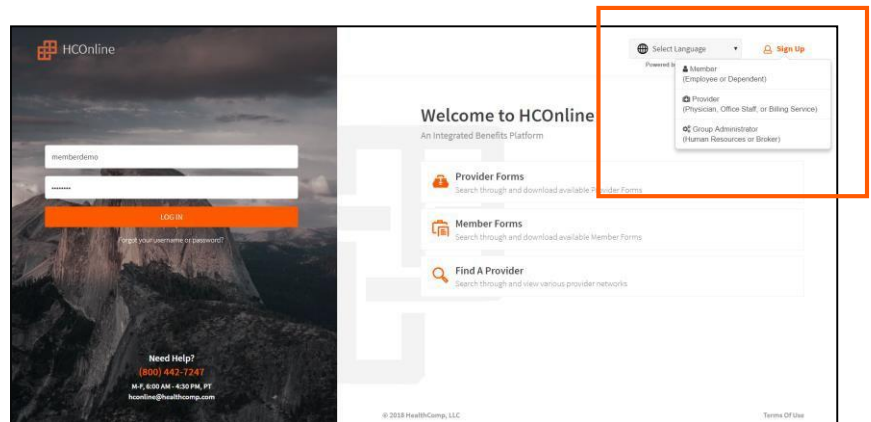 HCOnline
memberdemo
........
LOG IN
Forgot your username or password?
Need Help?
(800) 442-7247
M-F, 6:00 AM - 4:30 PM, PT
hconline@healthcomp.com
Select Language
Sign Up
Powered by
Member
(Employee or Dependent)
Provider
(Physician, Office Staff, or Billing Service)
Group Administrator
(Human Resources or Broker)
Welcome to HCOnline
An Integrated Benefits Platform
Provider Forms
Search through and download available Provider Forms
Member Forms
Search through and download available Member Forms
Find A Provider
Search through and view various provider networks
© 2018 HealthComp, LLC
Terms Of Use